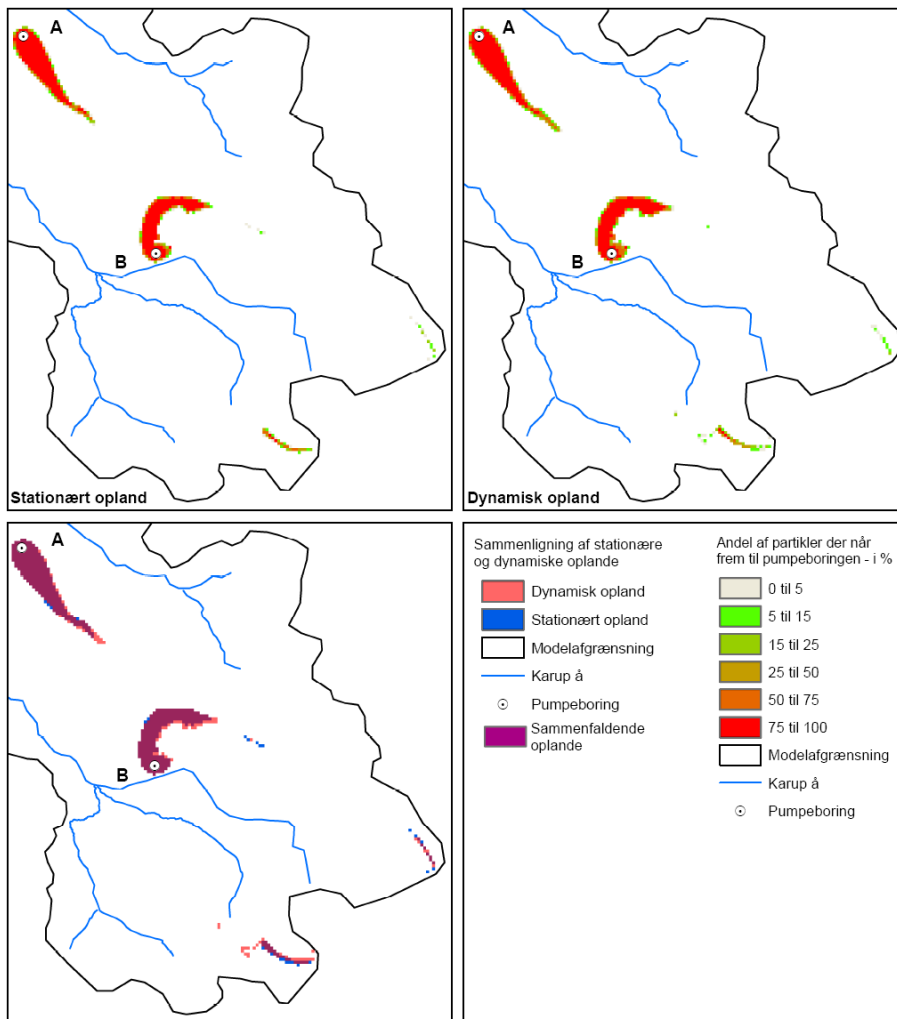 A
B
Stationært opland
A
B
Dynamisk opland
A
B
Sammenligning af stationære
og dynamiske oplande
Dynamisk opland
Stationært opland
Modelafgrænsning
Karup å
Pumpeboring
Sammenfaldende
oplande
Andel af partikler der når
frem til pumpeboringen - i %
0 til 5
5 til 15
15 til 25
25 til 50
50 til 75
75 til 100
Modelafgrænsning
Karup å
Pumpeboring